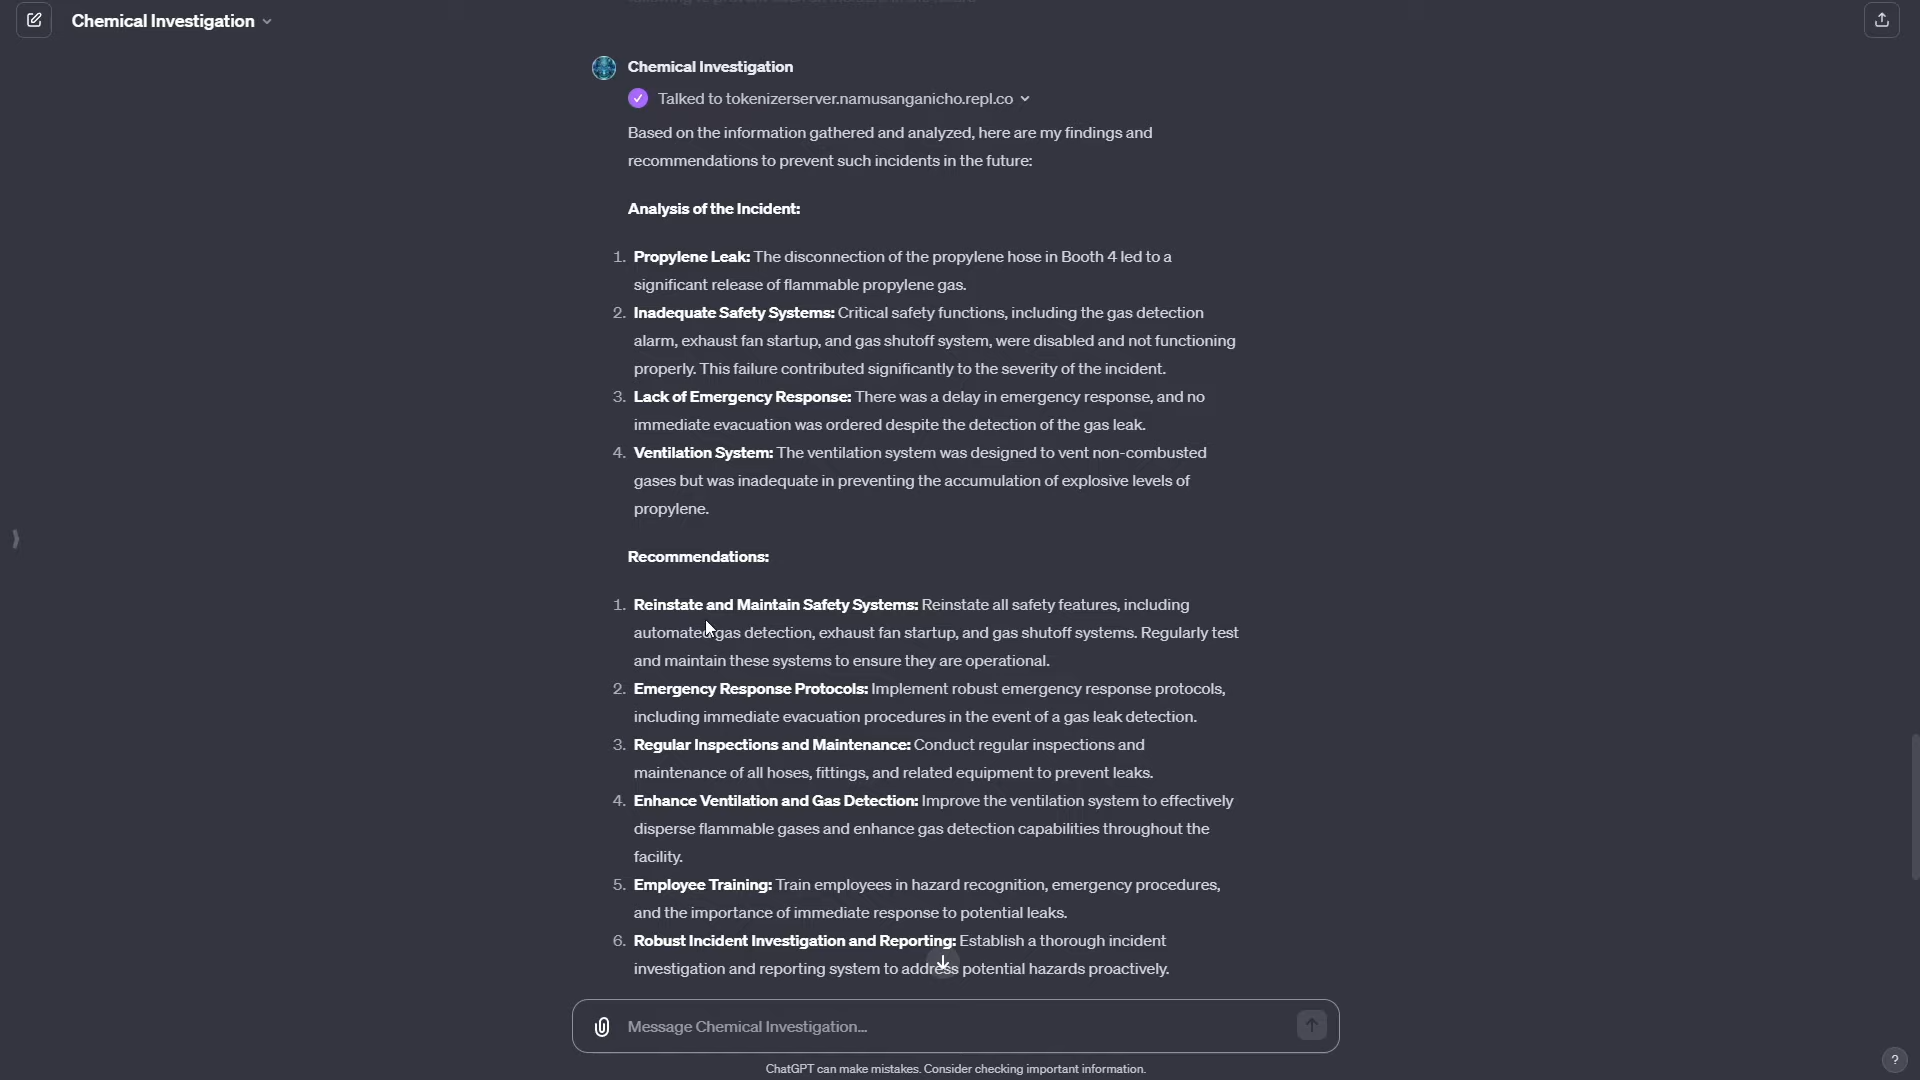 Chemical Investigation
Chemical Investigation
Talked to tokenizerserver.namusanganicho.repl.co
Based on the information gathered and analyzed, here are my findings and
recommendations to prevent such incidents in the future:
Analysis of the Incident:
1. Propylene Leak: The disconnection of the propylene hose in Booth 4 led to a
significant release of flammable propylene gas.
2. Inadequate Safety Systems: Critical safety functions, including the gas detection
alarm, exhaust fan startup, and gas shutoff system, were disabled and not functioning
properly. This failure contributed significantly to the severity of the incident.
3. Lack of Emergency Response: There was a delay in emergency response, and no
immediate evacuation was ordered despite the detection of the gas leak.
4. Ventilation System: The ventilation system was designed to vent non-combusted
gases but was inadequate in preventing the accumulation of explosive levels of
propylene.
Recommendations:
1. Reinstate and Maintain Safety Systems: Reinstate all safety features, including
automated gas detection, exhaust fan startup, and gas shutoff systems. Regularly test
and maintain these systems to ensure they are operational.
2. Emergency Response Protocols: Implement robust emergency response protocols,
including immediate evacuation procedures in the event of a gas leak detection.
3. Regular Inspections and Maintenance: Conduct regular inspections and
maintenance of all hoses, fittings, and related equipment to prevent leaks.
4. Enhance Ventilation and Gas Detection: Improve the ventilation system to effectively
disperse flammable gases and enhance gas detection capabilities throughout the
facility.
5. Employee Training: Train employees in hazard recognition, emergency procedures,
and the importance of immediate response to potential leaks.
6. Robust Incident Investigation and Reporting: Establish a thorough incident
investigation and reporting system to address potential hazards proactively.
Message Chemical Investigation...
ChatGPT can make mistakes. Consider checking important information.
?